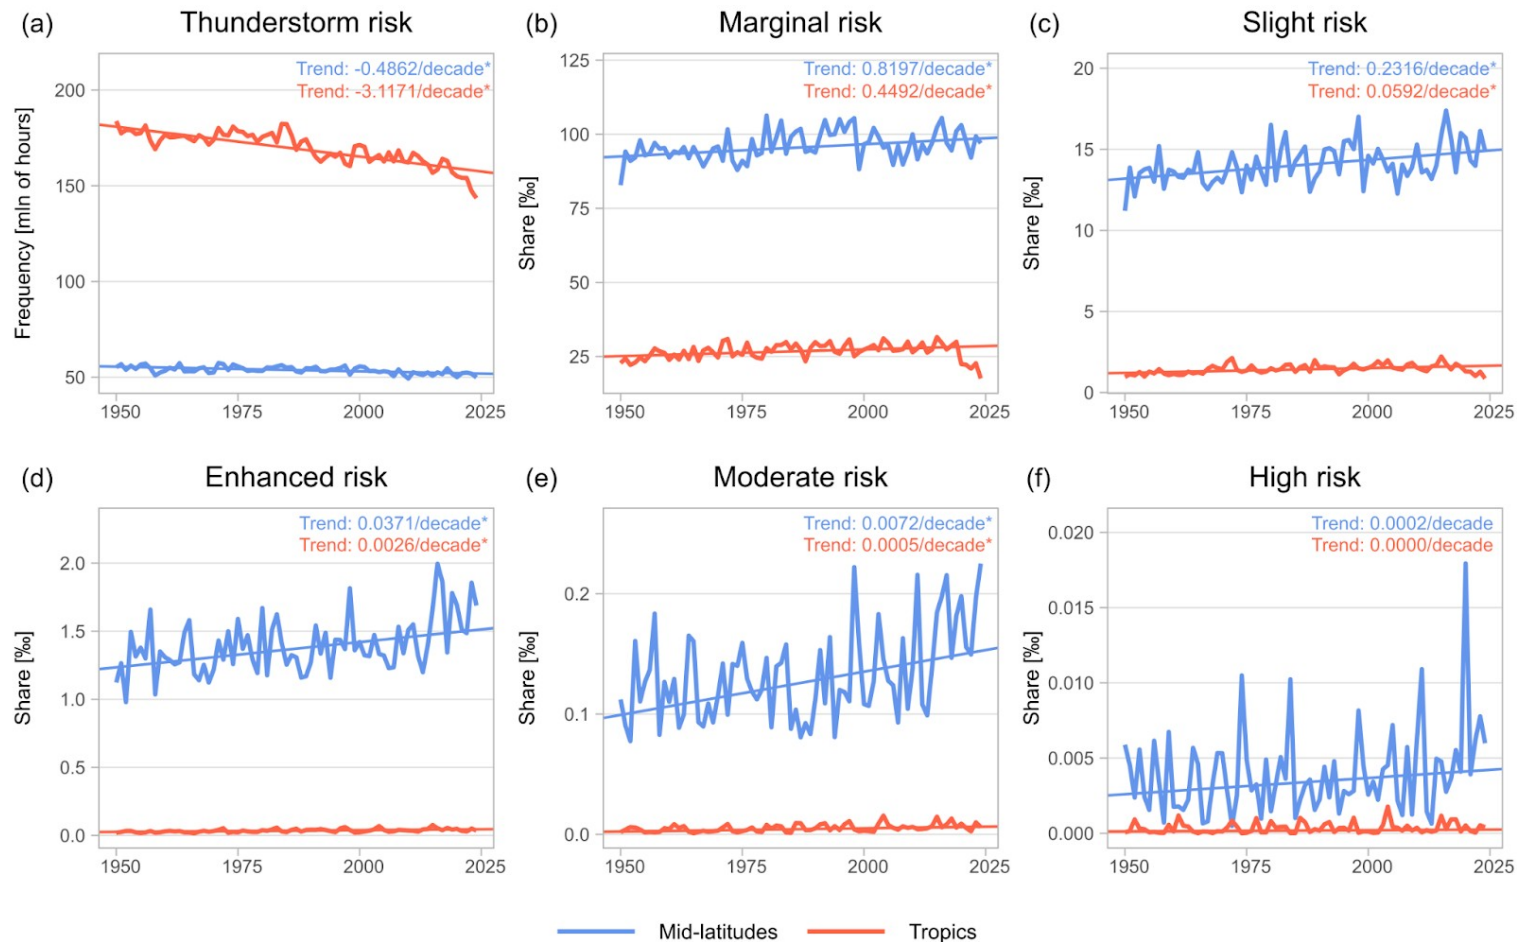 (a) Thunderstorm risk
Trend: -0.4862/decade*
Trend: -3.1171/decade*
Frequency [mln of hours]
200
150
100
50
1950 1975 2000 2025
(b) Marginal risk
Trend: 0.8197/decade*
Trend: 0.4492/decade*
Share [‰]
125
100
75
50
25
1950 1975 2000 2025
(c) Slight risk
Trend: 0.2316/decade*
Trend: 0.0592/decade*
Share [‰]
20
15
10
5
0
1950 1975 2000 2025
(d) Enhanced risk
Trend: 0.0371/decade*
Trend: 0.0026/decade*
Share [‰]
2.0
1.5
1.0
0.5
0.0
1950 1975 2000 2025
(e) Moderate risk
Trend: 0.0072/decade*
Trend: 0.0005/decade*
Share [‰]
0.2
0.1
0.0
1950 1975 2000 2025
(f) High risk
Trend: 0.0002/decade
Trend: 0.0000/decade
Share [‰]
0.020
0.015
0.010
0.005
0.000
1950 1975 2000 2025
Mid-latitudes Tropics